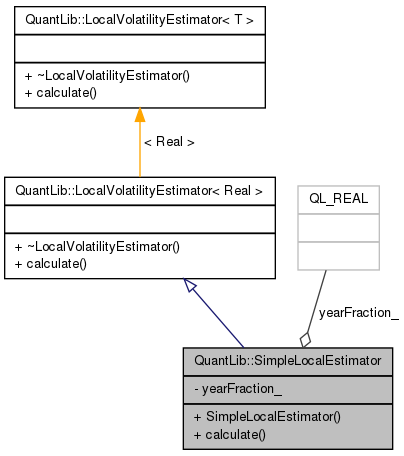 QuantLib::LocalVolatilityEstimator< T >
+ ~LocalVolatilityEstimator()
+ calculate()
< Real >
QuantLib::LocalVolatilityEstimator< Real >
+ ~LocalVolatilityEstimator()
+ calculate()
QL_REAL
yearFraction_
QuantLib::SimpleLocalEstimator
- yearFraction_
+ SimpleLocalEstimator()
+ calculate()